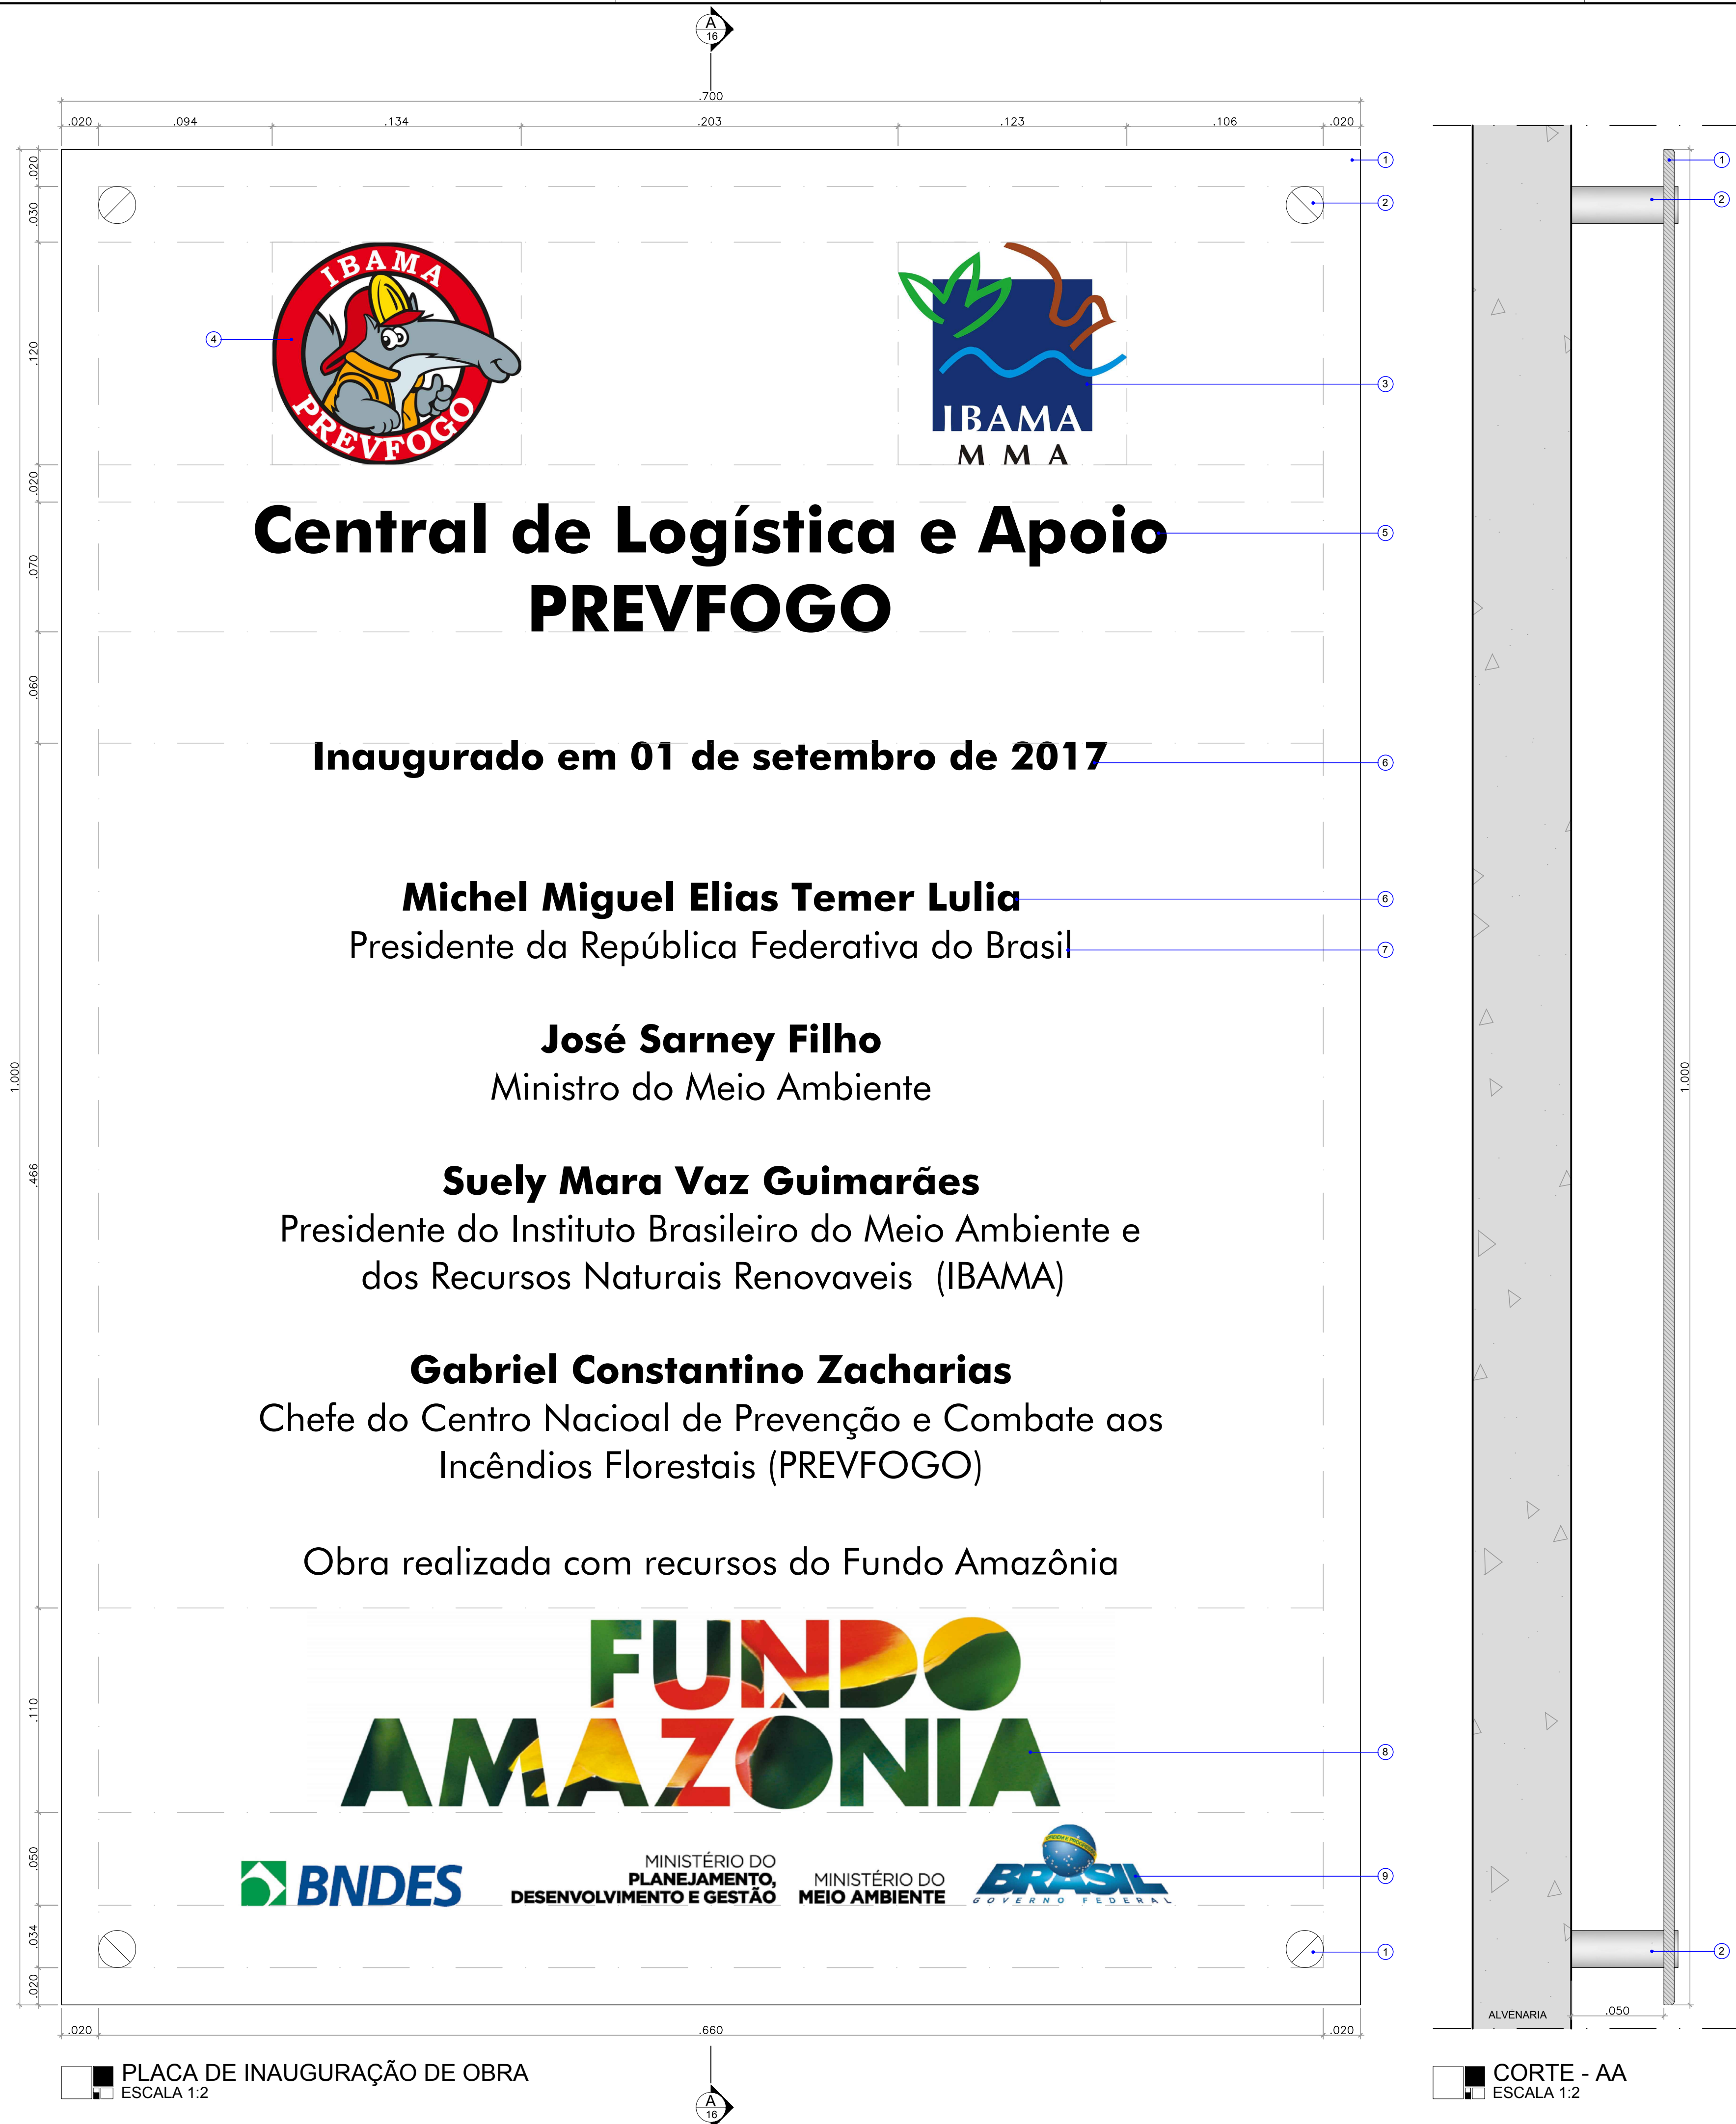 A
16
.700
.020 .094 .134 .203 .123 .106 .020
.020
.030
.120
.020
.070
.060
1.000
.466
.110
.050
.034
.020
1
2
4
3
IBAMA
PREVFOGO
IBAMA
M M A
Central de Logística e Apoio
PREVFOGO
5
Inaugurado em 01 de setembro de 2017
6
Michel Miguel Elias Temer Lulia
6
Presidente da República Federativa do Brasil
7
José Sarney Filho
Ministro do Meio Ambiente
Suely Mara Vaz Guimarães
Presidente do Instituto Brasileiro do Meio Ambiente e
dos Recursos Naturais Renovaveis (IBAMA)
Gabriel Constantino Zacharias
Chefe do Centro Nacioal de Prevenção e Combate aos
Incêndios Florestais (PREVFOGO)
Obra realizada com recursos do Fundo Amazônia
FUNDO
AMAZONIA
8
BNDES
MINISTÉRIO DO
PLANEJAMENTO,
DESENVOLVIMENTO E GESTÃO
MINISTÉRIO DO
MEIO AMBIENTE
BRASIL
GOVERNO FEDERAL
9
1
.020 .660 .020
PLACA DE INAUGURAÇÃO DE OBRA
ESCALA 1:2
A
16
1
2
1.000
2
ALVENARIA
.050
CORTE - AA
ESCALA 1:2